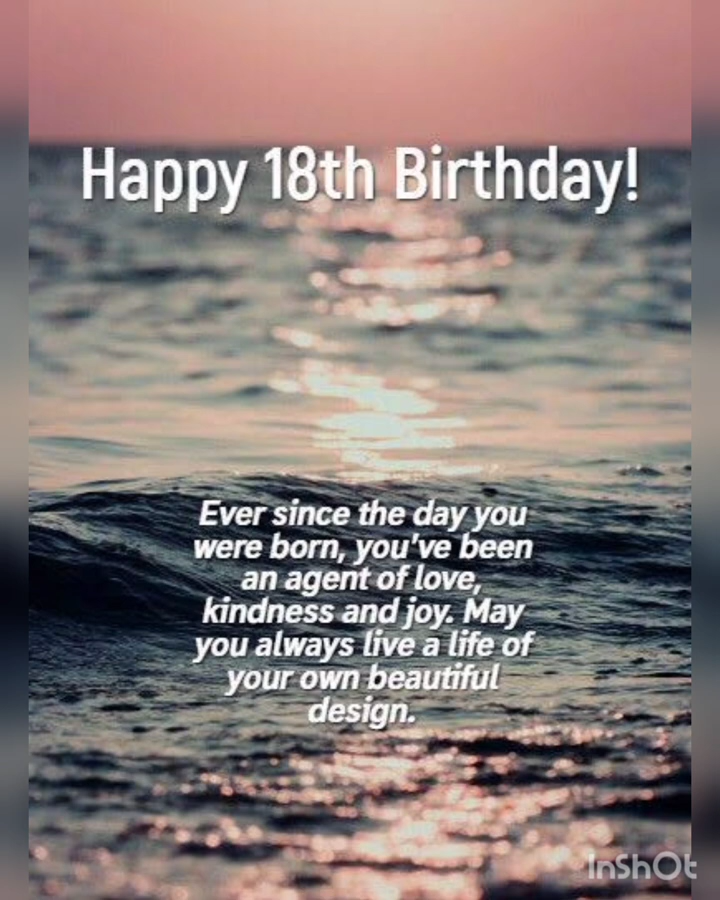 Happy 18th Birthday!
Ever since the day you
were born, you've been
an agent of love,
kindness and joy. May
you always live a life of
your own beautiful
design.
InShOt